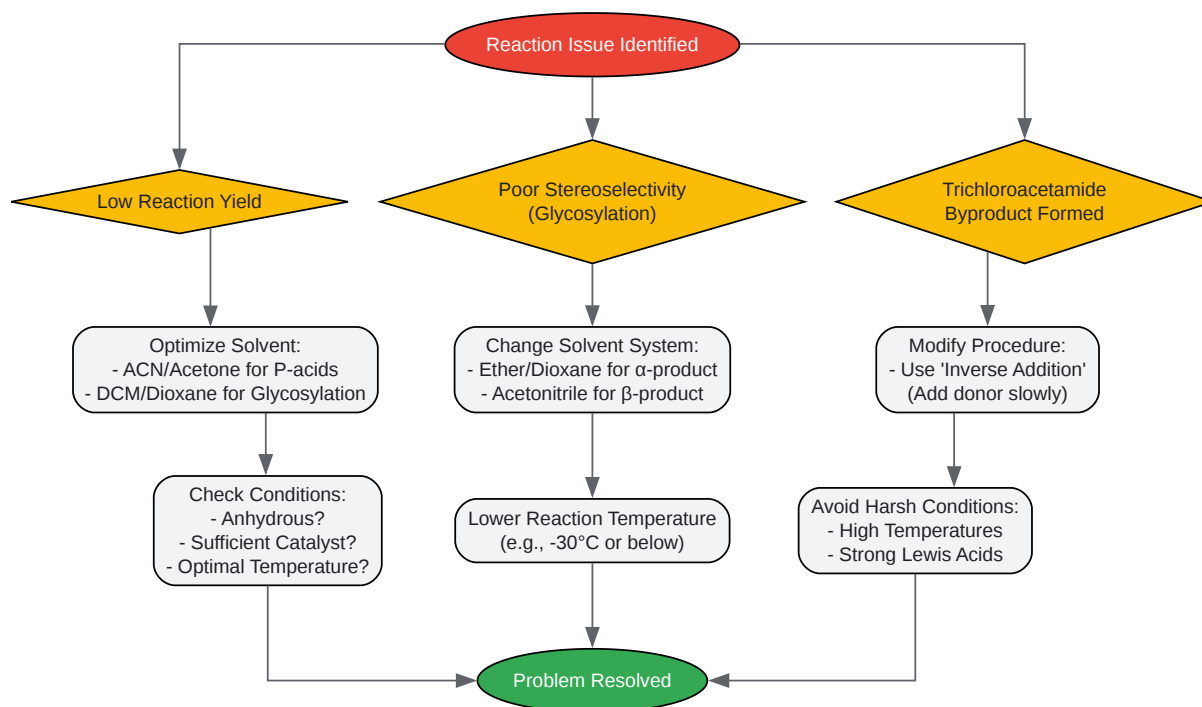 Reaction Issue Identified
Low Reaction Yield
Poor Stereoselectivity
(Glycosylation)
Trichloroacetamide
Byproduct Formed
Optimize Solvent:
- ACN/Acetone for P-acids
- DCM/Dioxane for Glycosylation
Change Solvent System:
- Ether/Dioxane for α-product
- Acetonitrile for β-product
Modify Procedure:
- Use 'Inverse Addition'
(Add donor slowly)
Check Conditions:
- Anhydrous?
- Sufficient Catalyst?
- Optimal Temperature?
Lower Reaction Temperature
(e.g., -30°C or below)
Avoid Harsh Conditions:
- High Temperatures
- Strong Lewis Acids
Problem Resolved